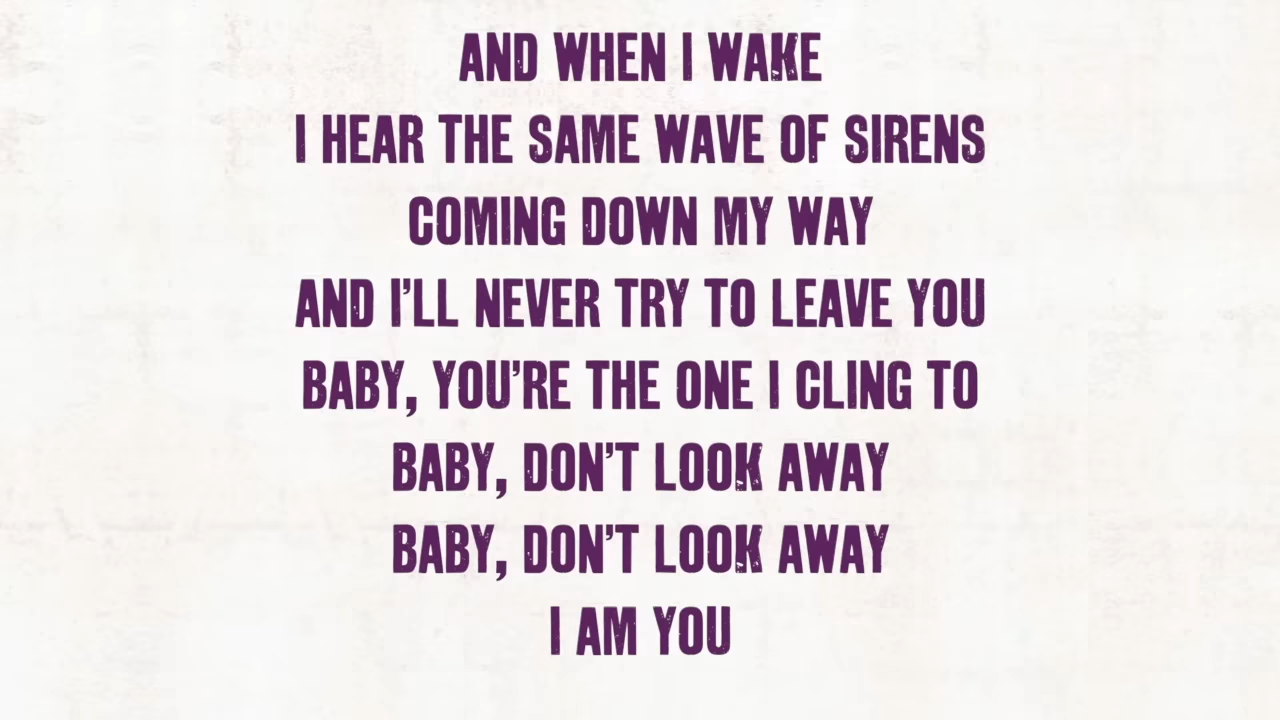 AND WHEN I WAKE
I HEAR THE SAME WAVE OF SIRENS
COMING DOWN MY WAY
AND I'LL NEVER TRY TO LEAVE YOU
BABY, YOU'RE THE ONE I CLING TO
BABY, DON'T LOOK AWAY
BABY, DON'T LOOK AWAY
I AM YOU